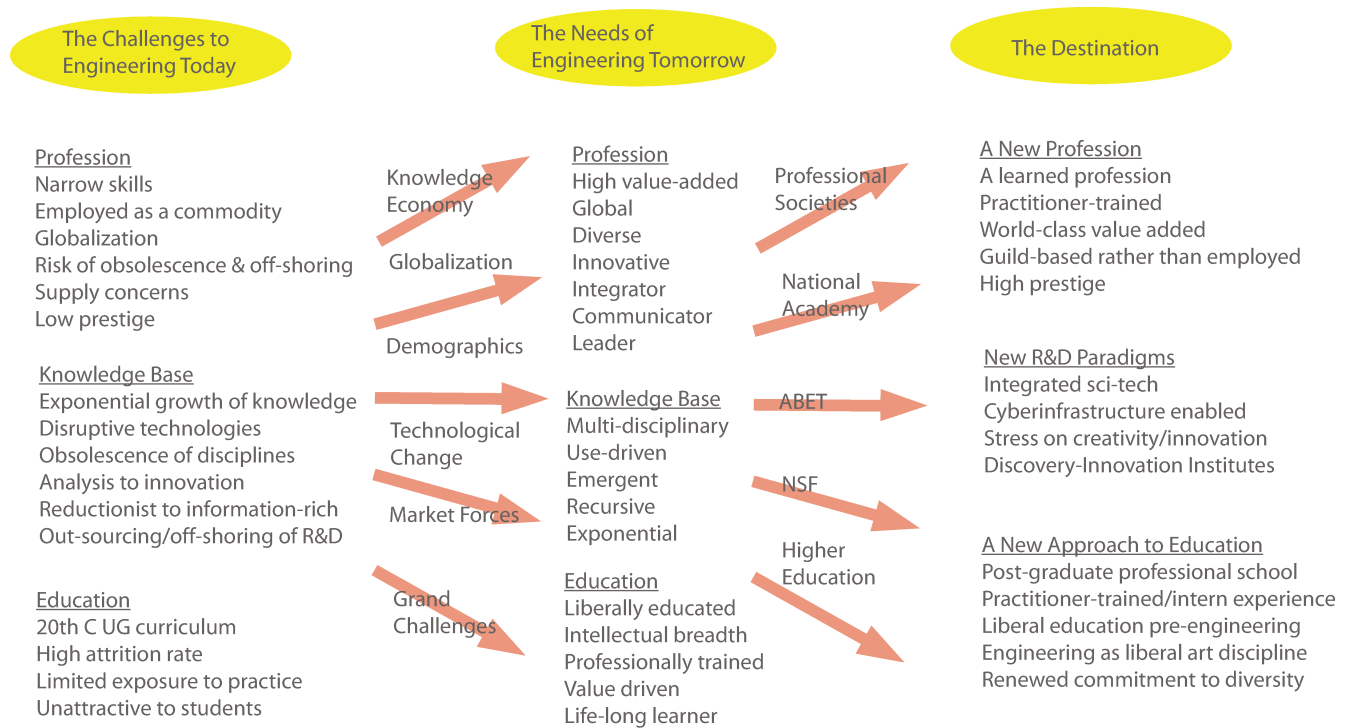 The Challenges to
Engineering Today
Profession
Narrow skills
Employed as a commodity
Globalization
Risk of obsolescence & off-shoring
Supply concerns
Low prestige
Knowledge Base
Exponential growth of knowledge
Disruptive technologies
Obsolescence of disciplines
Analysis to innovation
Reductionist to information-rich
Out-sourcing/off-shoring of R&D
Education
20th C UG curriculum
High attrition rate
Limited exposure to practice
Unattractive to students
Knowledge
Economy
Globalization
Demographics
Technological
Change
Market Forces
Grand
Challenges
The Needs of
Engineering Tomorrow
Profession
High value-added
Global
Diverse
Innovative
Integrator
Communicator
Leader
Knowledge Base
Multi-disciplinary
Use-driven
Emergent
Recursive
Exponential
Education
Liberally educated
Intellectual breadth
Professionally trained
Value driven
Life-long learner
Professional
Societies
National
Academy
ABET
NSF
Higher
Education
The Destination
A New Profession
A learned profession
Practitioner-trained
World-class value added
Guild-based rather than employed
High prestige
New R&D Paradigms
Integrated sci-tech
Cyberinfrastructure enabled
Stress on creativity/innovation
Discovery-Innovation Institutes
A New Approach to Education
Post-graduate professional school
Practitioner-trained/intern experience
Liberal education pre-engineering
Engineering as liberal art discipline
Renewed commitment to diversity